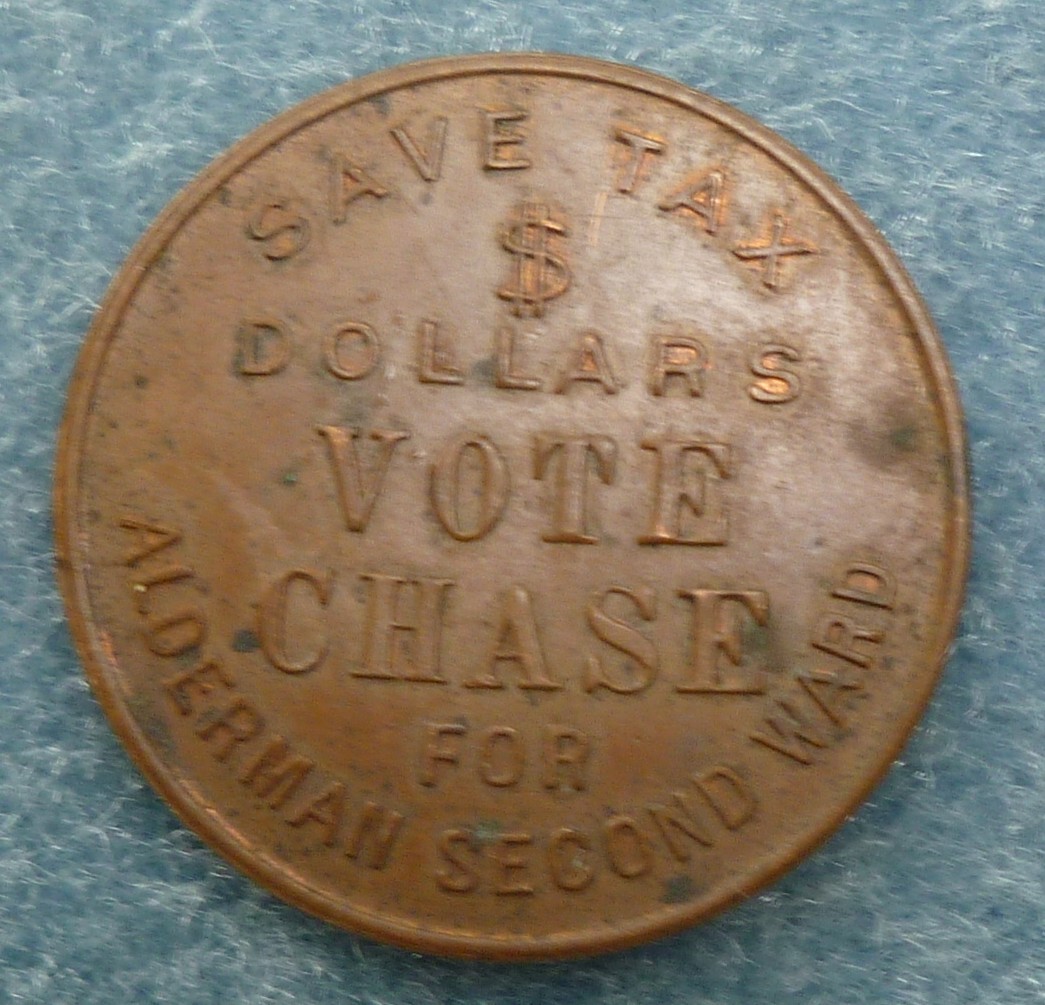 SAVE TAX
$
DOLLARS
VOTE
CHASE
FOR
ALDERMAN SECOND WARD